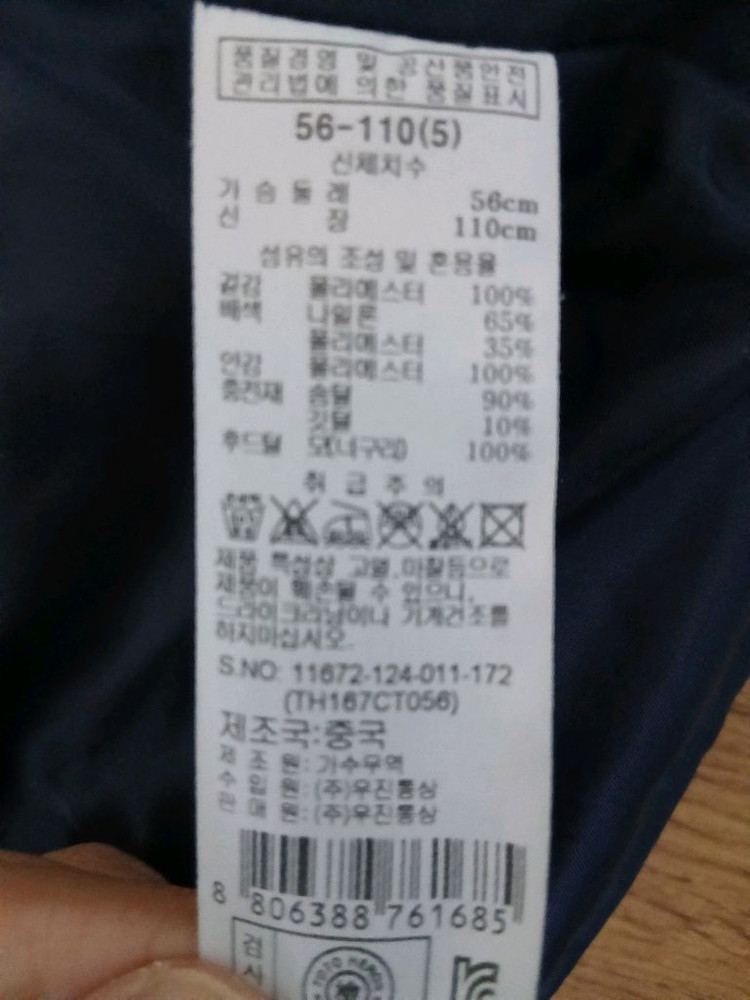 품질경영 및 공산품안전
관리법에 의한 품질표시
56-110(5)
신체치수
가 슴 둘 레 56cm
신 장 110cm
섬유의 조성 및 혼용율
겉감 폴리에스터 100%
배색 나일론 65%
폴리에스터 35%
안감 폴리에스터 100%
충전재 솜털 90%
깃털 10%
후드털 모(너구리) 100%
취 급 주 의
제품 특성상 고열,마찰등으로
제품이 훼손될 수 있으니,
드라이크리닝이나 기계건조를
하지마십시오.
S.NO: 11672-124-011-172
(TH167CT056)
제조국:중국
제 조 원: 가수무역
수 입 원: (주)우진통상
판 매 원: (주)우진통상
8 806388 761685
검
TOTO